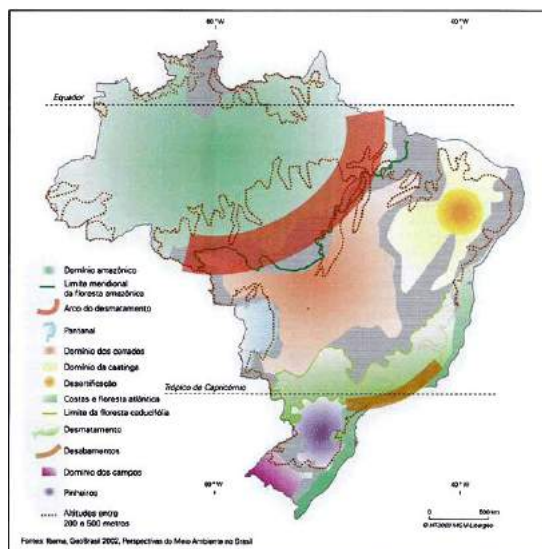 60 °W
40 °W
Equador
Domínio amazônico
Limite meridional
da floresta amazônica
Arco do desmatamento
Pantanal
Domínio dos cerrados
Domínio da caatinga
Desertificação
Costas e floresta atlântica
Limite da floresta caducifólia
Desmatamento
Desabamentos
Domínio dos campos
Pinheiros
Altitudes entre
200 e 500 metros
Trópico de Capricórnio
60 °W
40 °W
0
500 km
Fontes: Ibama, GeoBrasil 2002, Perspectivas do Meio Ambiente no Brasil